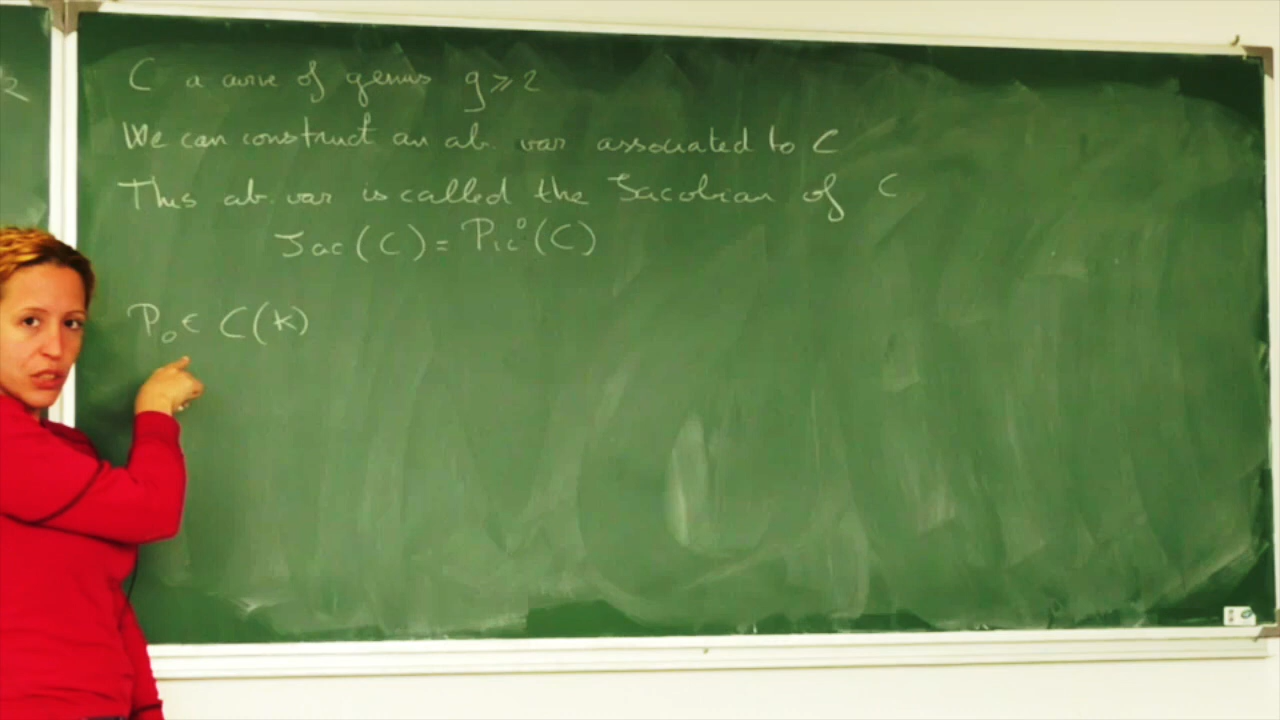 C a curve of genus g ⩾ 2
We can construct an ab. var associated to C
This ab. var is called the Jacobian of C
Jac(C) = Pic⁰(C)
P₀ ∈ C(K)